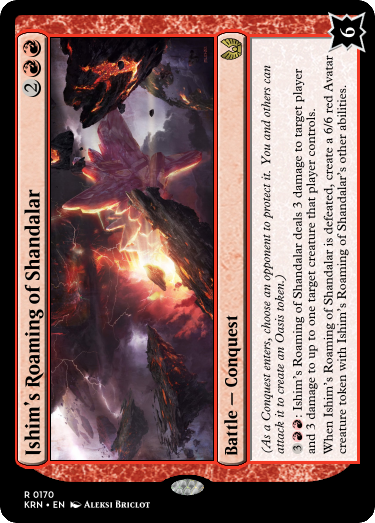 Ishim's Roaming of Shandalar
2RR
Battle – Conquest
6
(As a Conquest enters, choose an opponent to protect it. You and others can
attack it to create an Oasis token.)
3RR: Ishim's Roaming of Shandalar deals 3 damage to target player
and 3 damage to up to one target creature that player controls.
When Ishim's Roaming of Shandalar is defeated, create a 6/6 red Avatar
creature token with Ishim's Roaming of Shandalar's other abilities.
R 0170
KRN • EN Aleksi Briclot